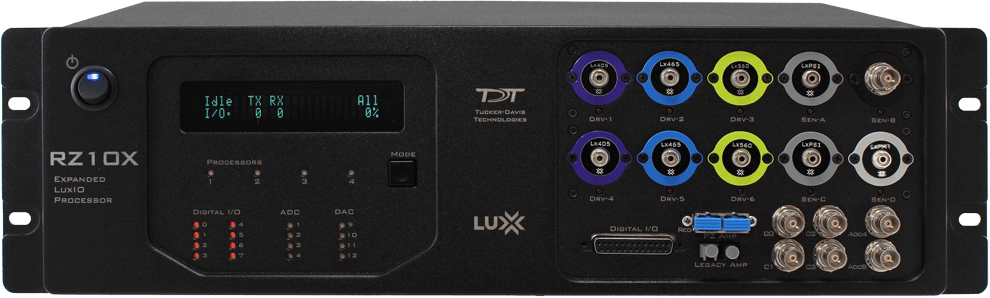 RZ10X
Expanded
LuxIO
Processor
Idle TX RX All
I/O: 0 0 0%
Processors
1 2 3 4
Mode
Digital I/O ADC DAC
0 4 1 9
1 5 2 10
2 6 3 11
3 7 4 12
TDT
Tucker-Davis
Technologies
LUX
Lx405 Lx465 Lx560 LxPS1
Drv-1 Drv-2 Drv-3 Sen-A Sen-B
Lx405 Lx465 Lx560 LxPS1
Drv-4 Drv-5 Drv-6 Sen-C Sen-D
Digital I/O
Red
Legacy Amp
C1